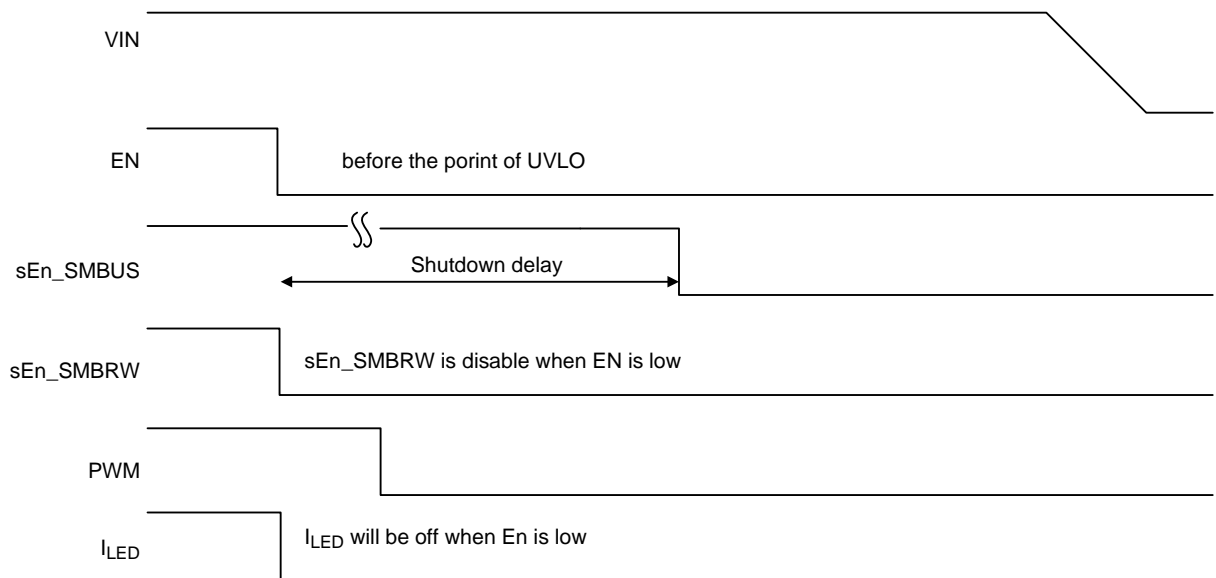 VIN
EN
before the porint of UVLO
sEn_SMBUS
Shutdown delay
sEn_SMBRW
sEn_SMBRW is disable when EN is low
PWM
ILED
ILED will be off when En is low